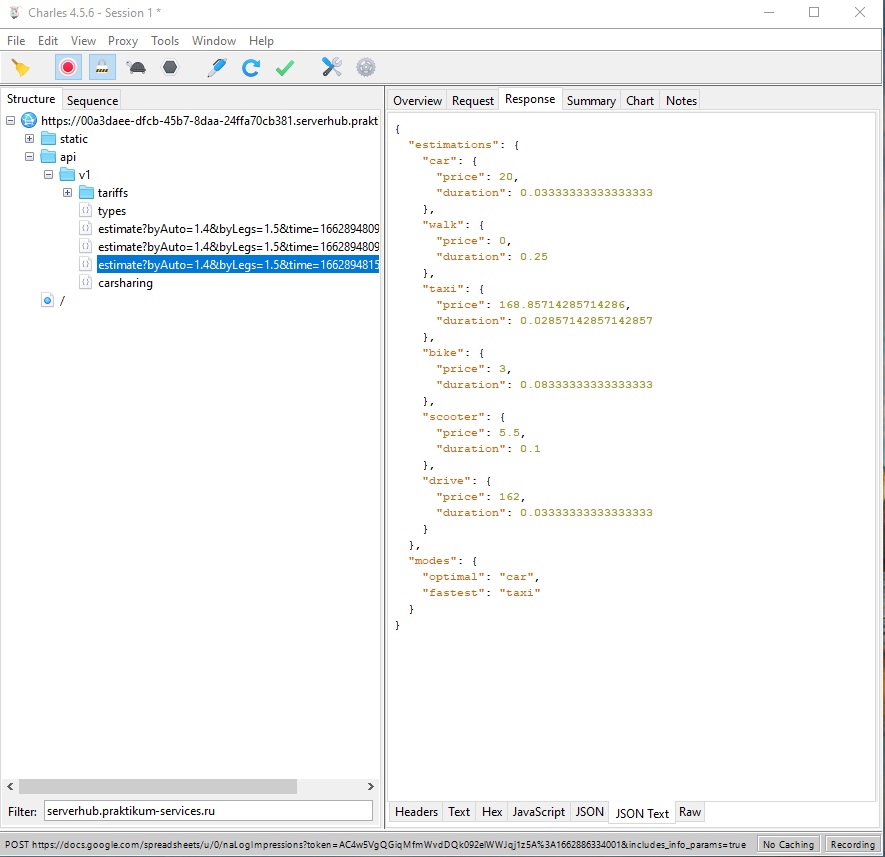 Charles 4.5.6 - Session 1 *
File Edit View Proxy Tools Window Help
Structure Sequence
https://00a3daee-dfcb-45b7-8daa-24ffa70cb381.serverhub.prakt
static
api
v1
tariffs
types
estimate?byAuto=1.4&byLegs=1.5&time=1662894809
estimate?byAuto=1.4&byLegs=1.5&time=1662894809
estimate?byAuto=1.4&byLegs=1.5&time=1662894815
carsharing
/
Filter: serverhub.praktikum-services.ru
Overview Request Response Summary Chart Notes
{
"estimations": {
"car": {
"price": 20,
"duration": 0.03333333333333333
},
"walk": {
"price": 0,
"duration": 0.25
},
"taxi": {
"price": 168.85714285714286,
"duration": 0.02857142857142857
},
"bike": {
"price": 3,
"duration": 0.08333333333333333
},
"scooter": {
"price": 5.5,
"duration": 0.1
},
"drive": {
"price": 162,
"duration": 0.03333333333333333
}
},
"modes": {
"optimal": "car",
"fastest": "taxi"
}
}
Headers Text Hex JavaScript JSON JSON Text Raw
POST https://docs.google.com/spreadsheets/u/0/naLogImpressions?token=AC4w5VgQGiqMfmWvdDQk092eIWWJqj1z5A%3A1662886334001&includes_info_params=true
No Caching Recording